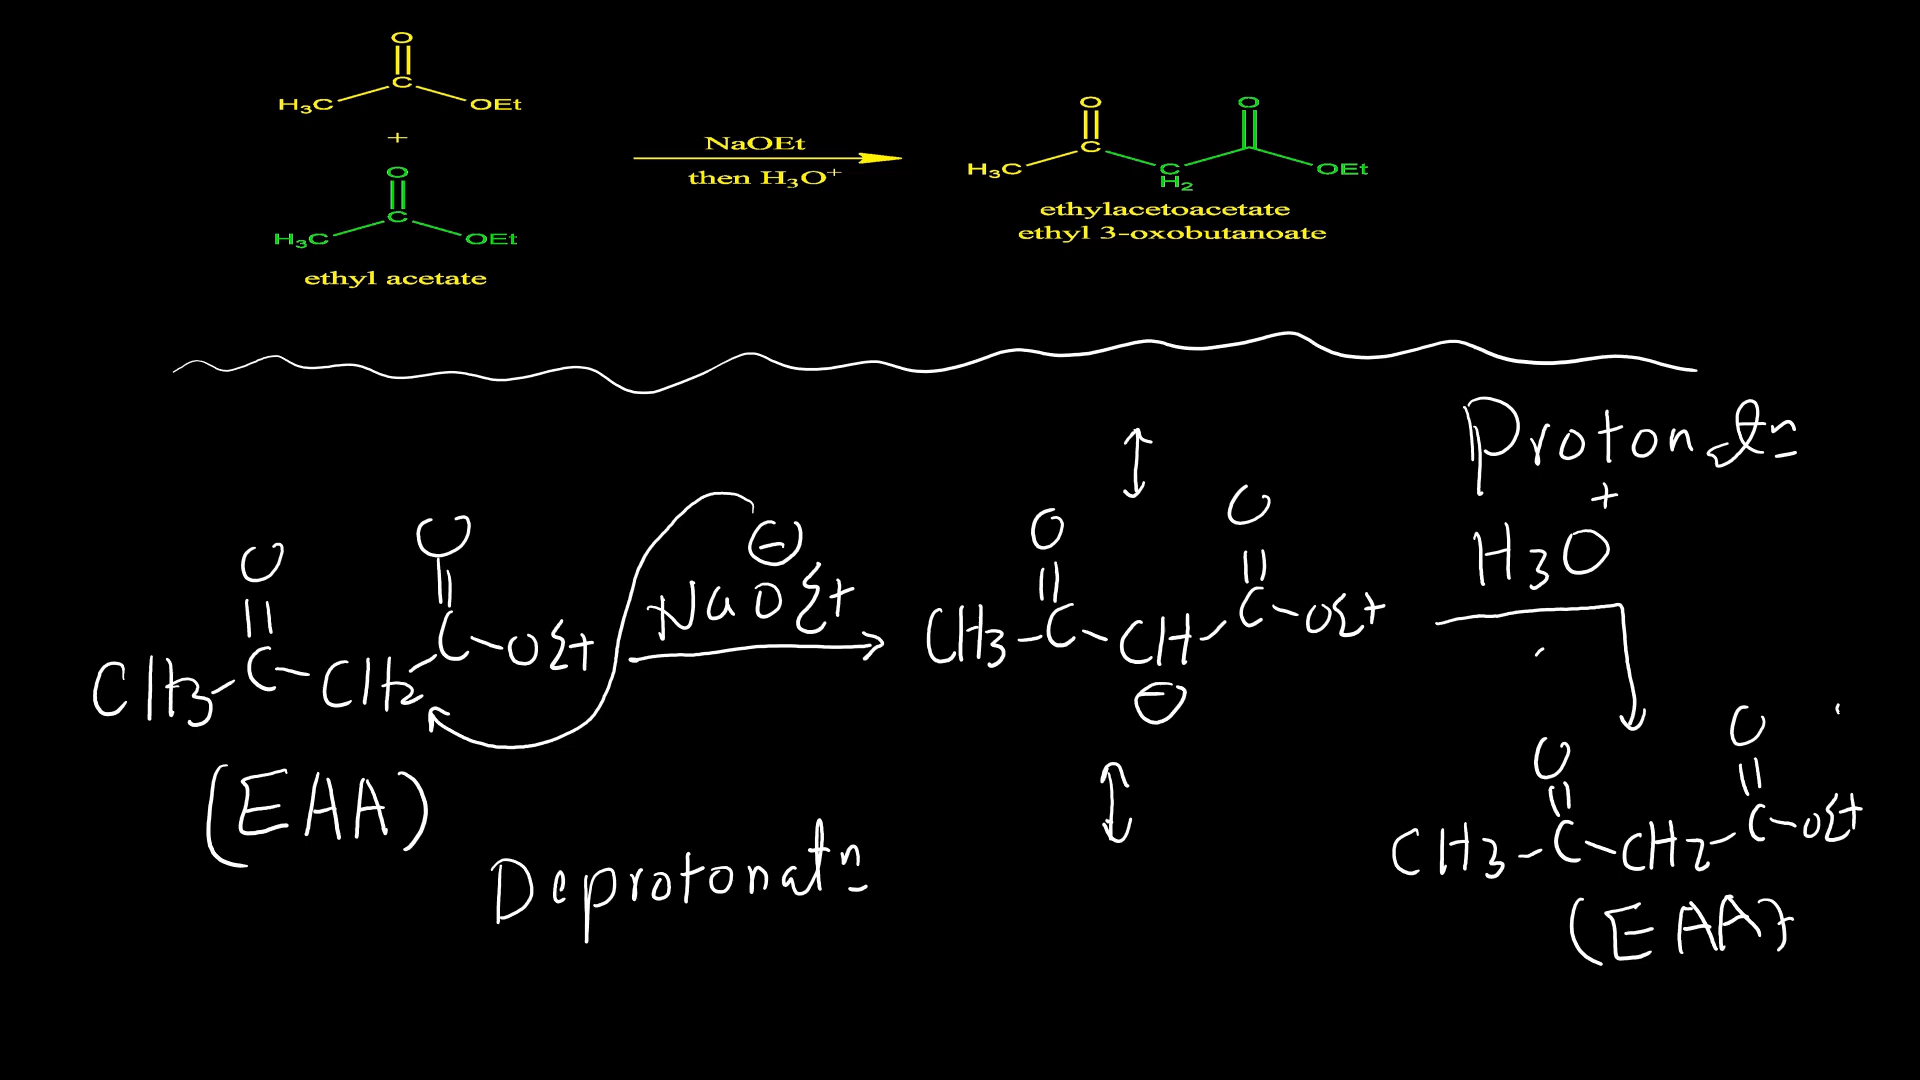 O
H₃C C OEt
+
O
H₃C C OEt
ethyl acetate
NaOEt
then H₃O⁺
O O
H₃C C C H₂ OEt
ethylacetoacetate
ethyl 3-oxobutanoate
O O
CH3-C-CH2-C-OEt
(EAA)
⊖
NaOEt
Deprotonatn
O O
CH3-C-CH-C-OEt
⊖
Protonatn
+
H3O
O O
CH3-C-CH2-C-OEt
(EAA)